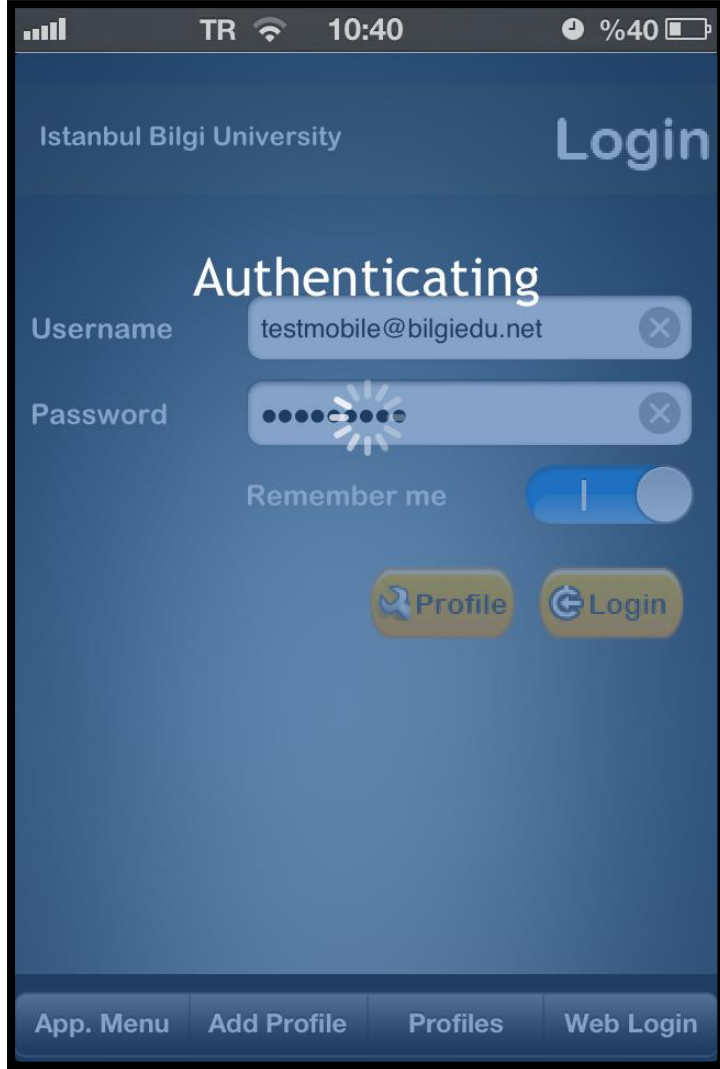 TR 10:40 %40
Istanbul Bilgi University Login
Authenticating
Username testmobile@bilgiedu.net
Password
Remember me
Profile Login
App. Menu Add Profile Profiles Web Login